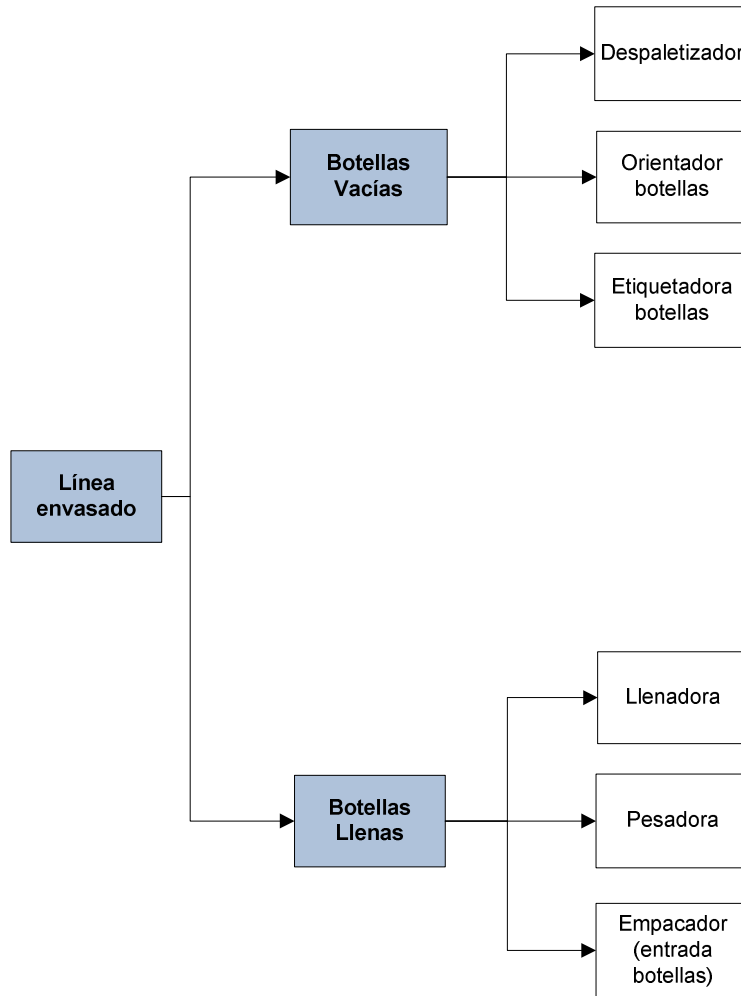 Despaletizador
Botellas
Vacías
Orientador
botellas
Etiquetadora
botellas
Línea
envasado
Llenadora
Botellas
Llenas
Pesadora
Empacador
(entrada
botellas)